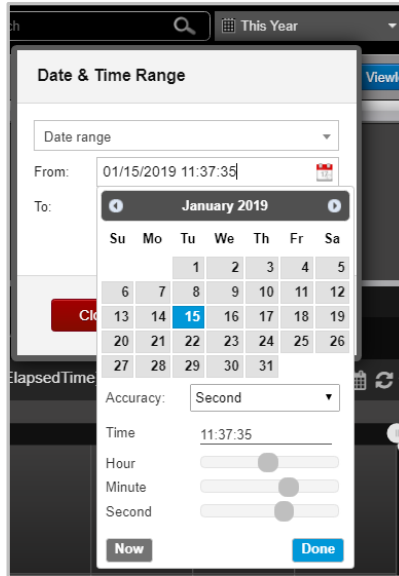 ch
This Year
Date & Time Range
Date range
From: 01/15/2019 11:37:35
To:
January 2019
Su Mo Tu We Th Fr Sa
1 2 3 4 5
6 7 8 9 10 11 12
13 14 15 16 17 18 19
20 21 22 23 24 25 26
27 28 29 30 31
Accuracy: Second
Time 11:37:35
Hour
Minute
Second
Now Done
ElapsedTime